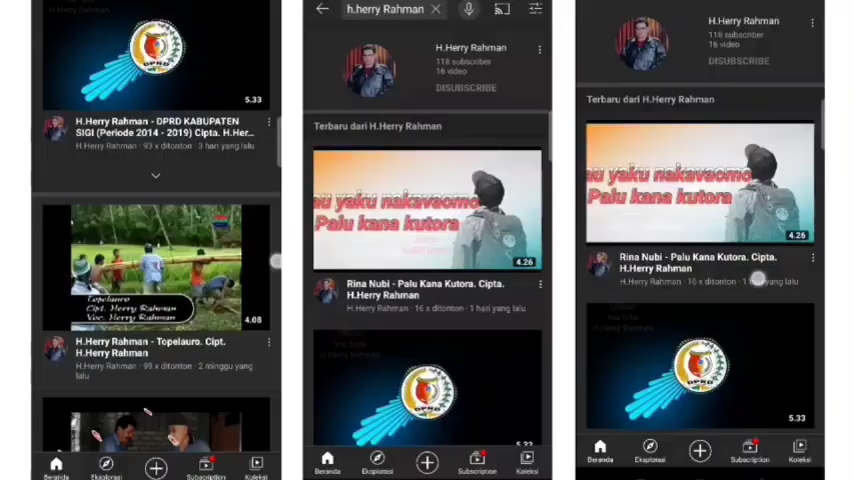 DPRD
5.33
H.Herry Rahman - DPRD KABUPATEN
SIGI (Periode 2014 - 2019) Cipta. H.Her...
H.Herry Rahman · 93 x ditonton · 3 hari yang lalu
Topelauro
Cipt. Herry Rahman
Voc. Herry Rahman
4.08
H.Herry Rahman - Topelauro. Cipt.
H.Herry Rahman
H.Herry Rahman · 99 x ditonton · 2 minggu yang
lalu
Beranda
Eksplorasi
Subscription
Koleksi
h.herry Rahman
H.Herry Rahman
118 subscriber
16 video
DISUBSCRIBE
Terbaru dari H.Herry Rahman
au yaku nakavaomo
Palu kana kutora
4.26
Rina Nubi - Palu Kana Kutora. Cipta.
H.Herry Rahman
H.Herry Rahman · 16 x ditonton · 1 hari yang lalu
DPRD
5.33
Beranda
Eksplorasi
Subscription
Koleksi
H.Herry Rahman
118 subscriber
16 video
DISUBSCRIBE
Terbaru dari H.Herry Rahman
au yaku nakavaomo
Palu kana kutora
4.26
Rina Nubi - Palu Kana Kutora. Cipta.
H.Herry Rahman
H.Herry Rahman · 16 x ditonton · 1 hari yang lalu
YouTube
H.Herry Rahman
DPRD
5.33
Beranda
Eksplorasi
Subscription
Koleksi